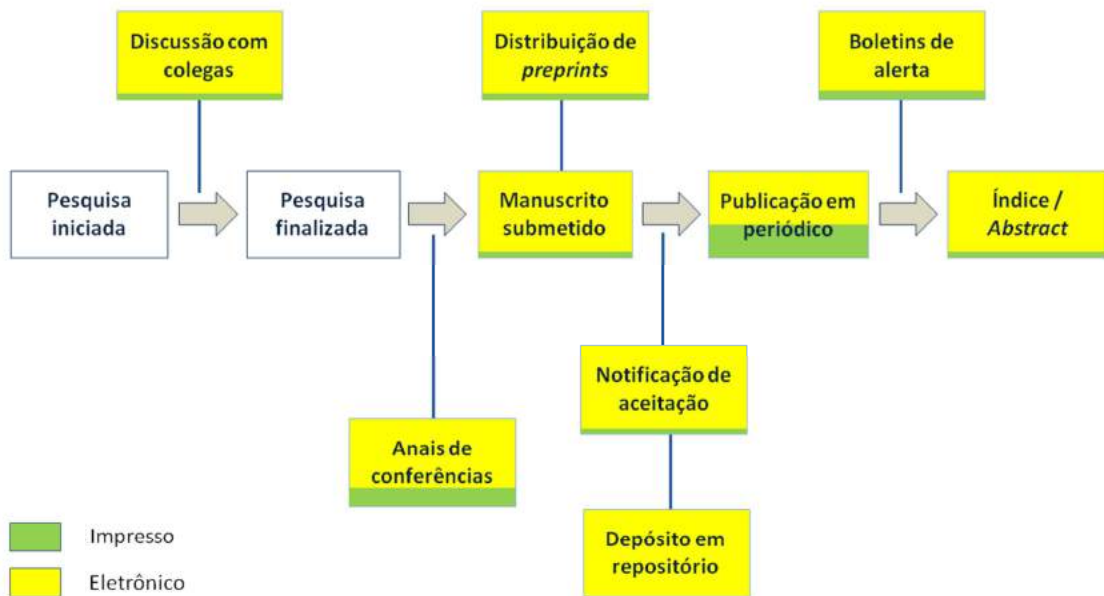 Discussão com
colegas
Distribuição de
preprints
Boletins de
alerta
Pesquisa
iniciada
Pesquisa
finalizada
Manuscrito
submetido
Publicação em
periódico
Índice /
Abstract
Notificação de
aceitação
Anais de
conferências
Depósito em
repositório
Impresso
Eletrônico